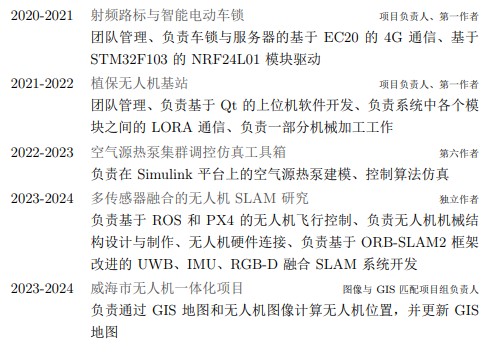 2020-2021 射频路标与智能电动车锁 项目负责人、第一作者
团队管理、负责车锁与服务器的基于 EC20 的 4G 通信、基于
STM32F103 的 NRF24L01 模块驱动
2021-2022 植保无人机基站 项目负责人、第一作者
团队管理、负责基于 Qt 的上位机软件开发、负责系统中各个模
块之间的 LORA 通信、负责一部分机械加工工作
2022-2023 空气源热泵集群调控仿真工具箱 第六作者
负责在 Simulink 平台上的空气源热泵建模、控制算法仿真
2023-2024 多传感器融合的无人机 SLAM 研究 独立作者
负责基于 ROS 和 PX4 的无人机飞行控制、负责无人机机械结
构设计与制作、无人机硬件连接、负责基于 ORB-SLAM2 框架
改进的 UWB、IMU、RGB-D 融合 SLAM 系统开发
2023-2024 威海市无人机一体化项目 图像与 GIS 匹配项目组负责人
负责通过 GIS 地图和无人机图像计算无人机位置，并更新 GIS
地图